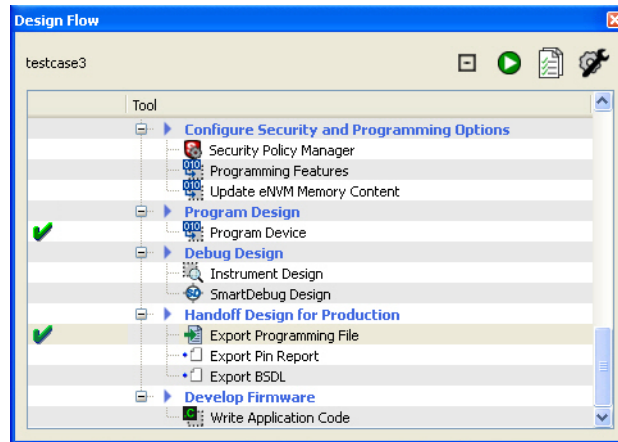 Design Flow
testcase3
Tool
Configure Security and Programming Options
Security Policy Manager
Programming Features
Update eNVM Memory Content
Program Design
Program Device
Debug Design
Instrument Design
SmartDebug Design
Handoff Design for Production
Export Programming File
Export Pin Report
Export BSDL
Develop Firmware
Write Application Code